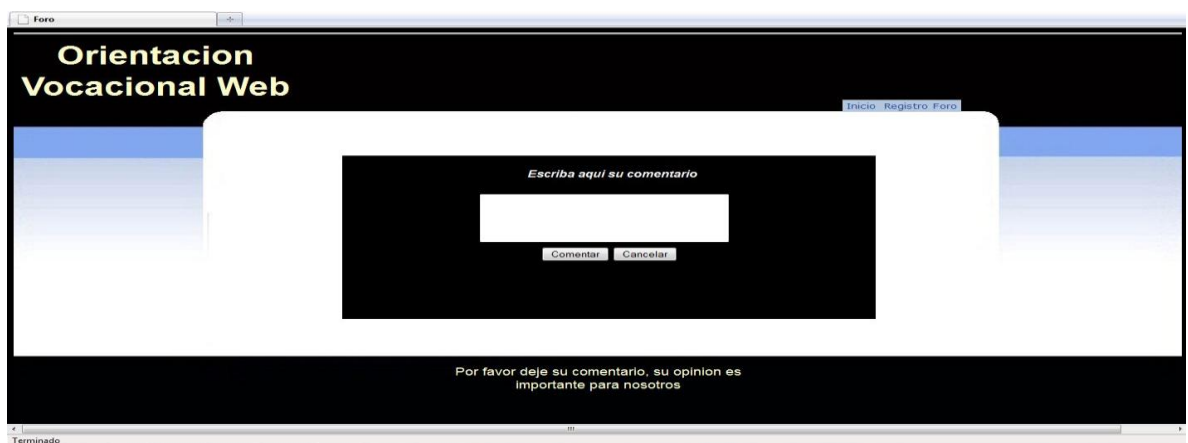 Foro
Orientacion
Vocacional Web
Inicio Registro Foro
Escriba aqui su comentario
Comentar Cancelar
Por favor deje su comentario, su opinion es
importante para nosotros
Terminado